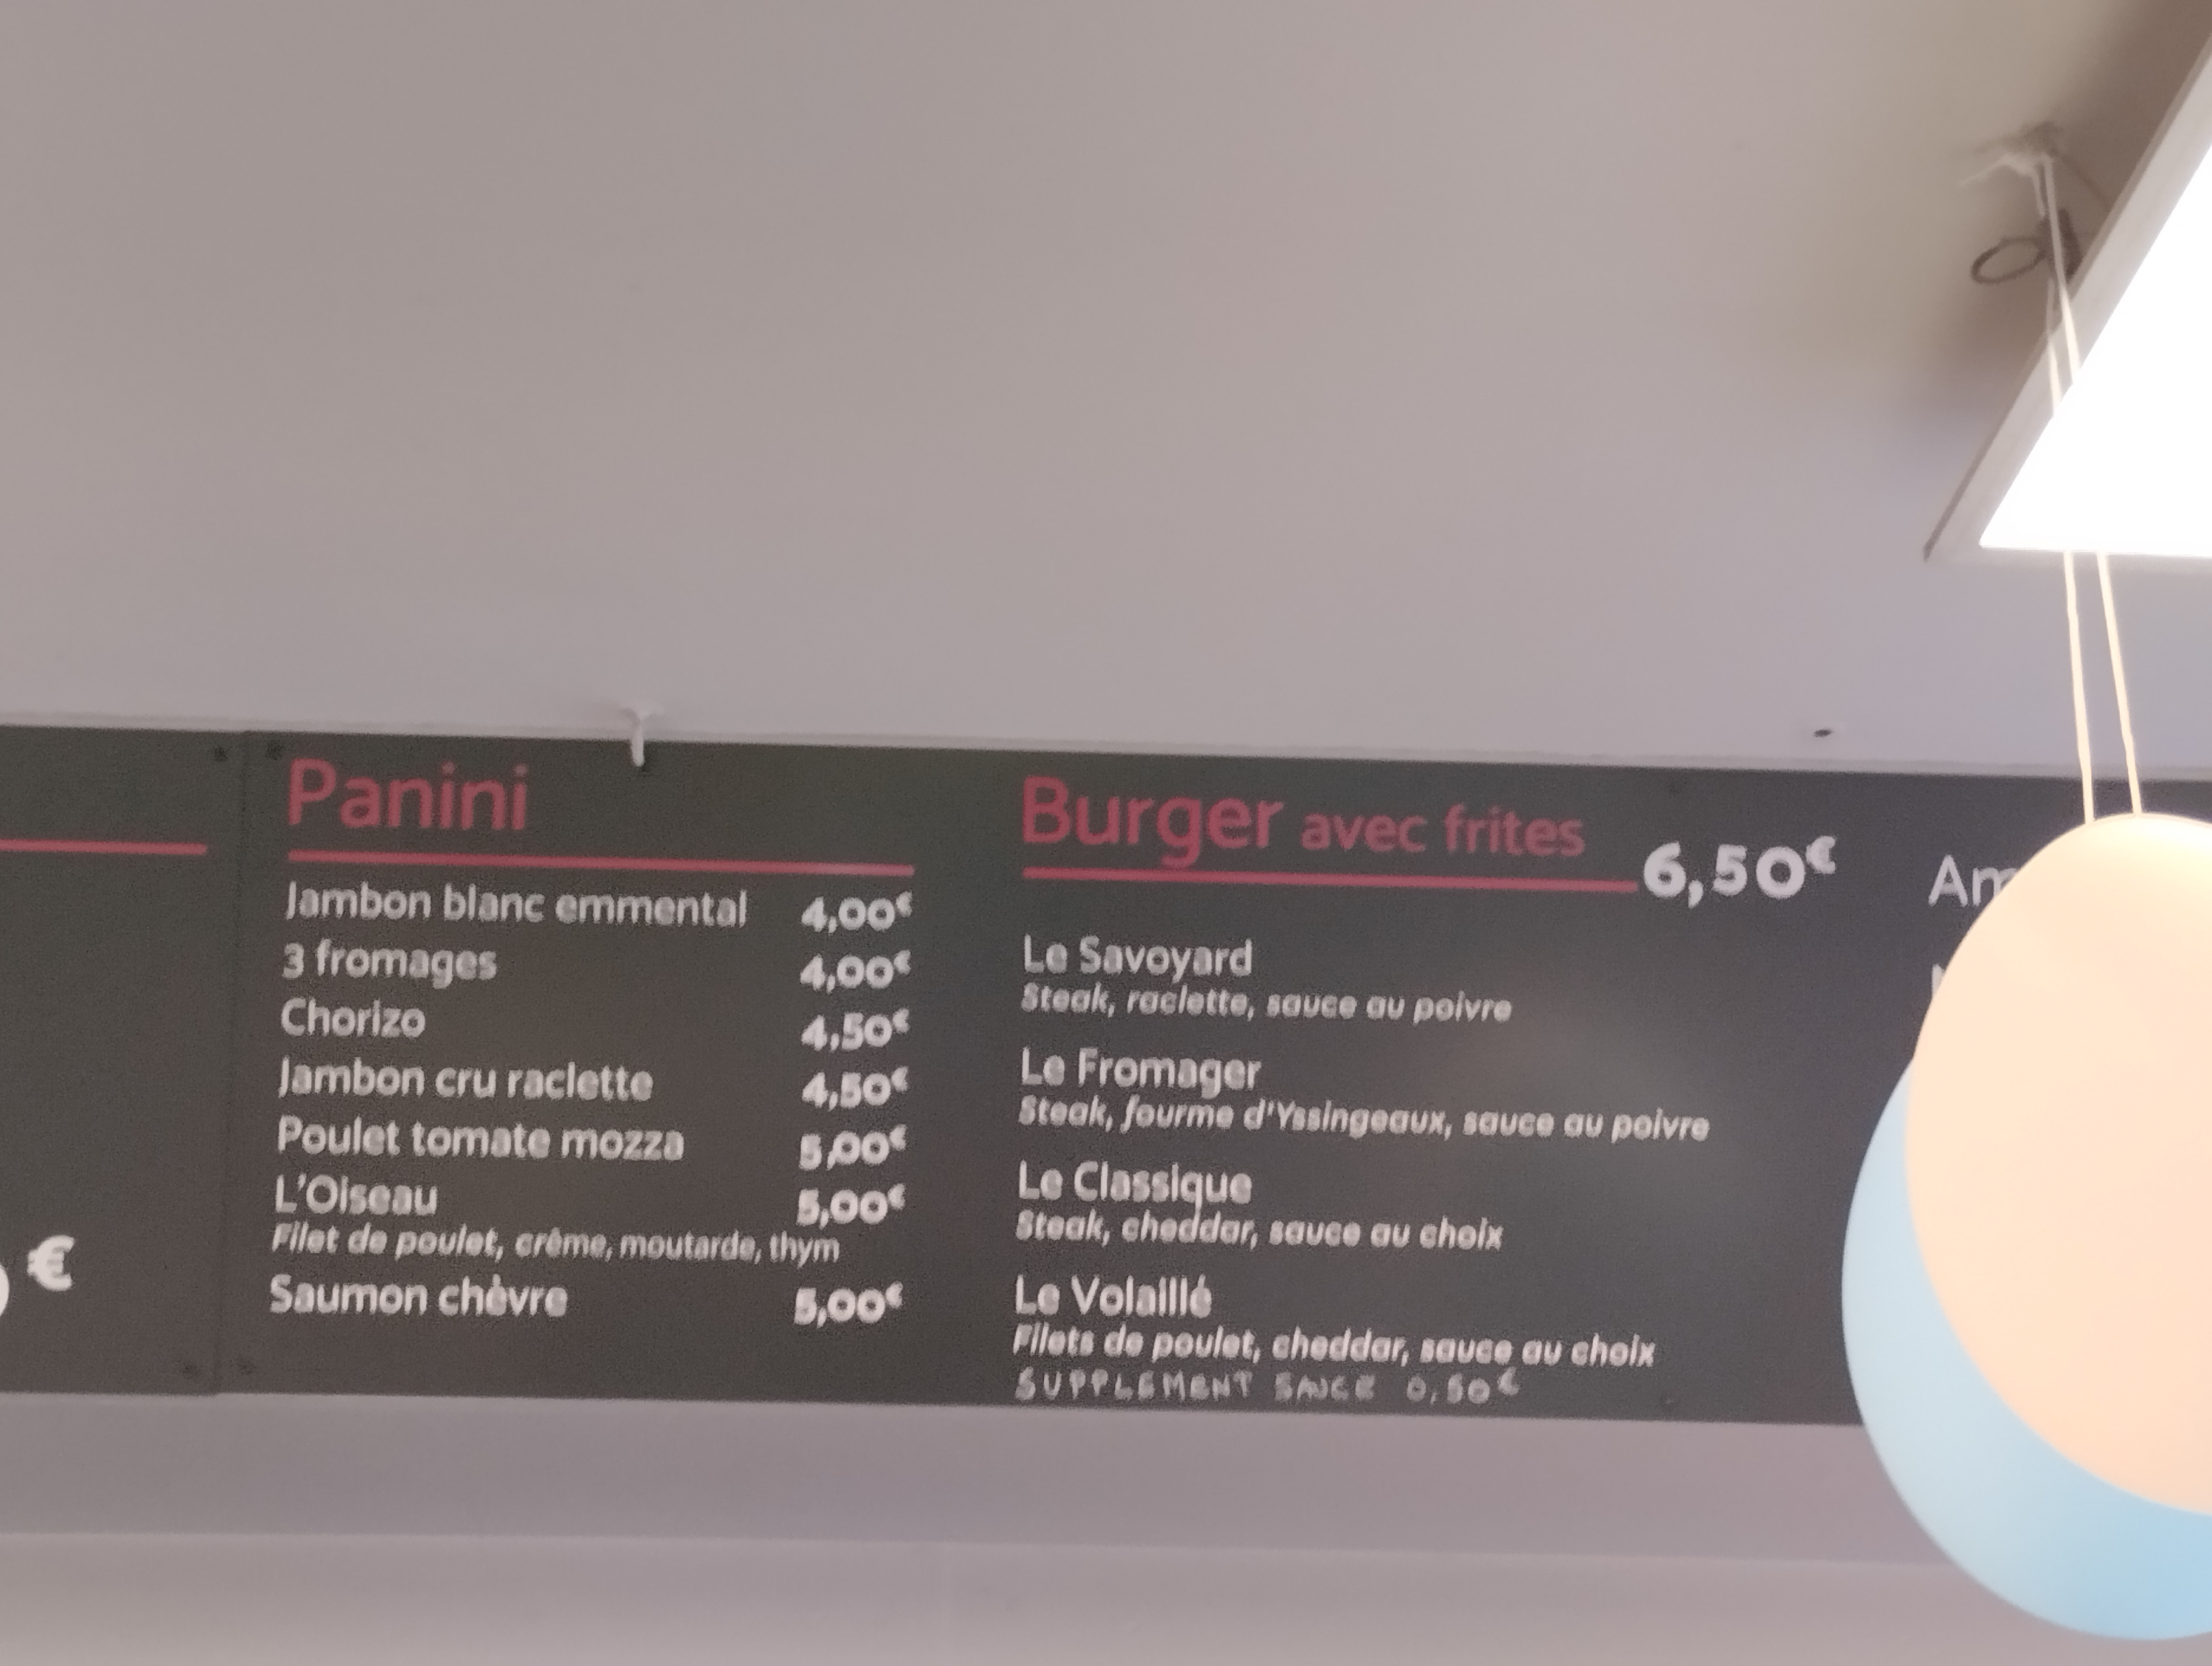 Panini
Jambon blanc emmental 4,00€
3 fromages 4,00€
Chorizo 4,50€
Jambon cru raclette 4,50€
Poulet tomate mozza 5,00€
L'Oiseau 5,00€
Filet de poulet, crème, moutarde, thym
Saumon chèvre 5,00€
Burger avec frites 6,50€
Le Savoyard
Steak, raclette, sauce au poivre
Le Fromager
Steak, fourme d'Yssingeaux, sauce au poivre
Le Classique
Steak, cheddar, sauce au choix
Le Volaillé
Filets de poulet, cheddar, sauce au choix
SUPPLEMENT SAUCE 0,50€
€